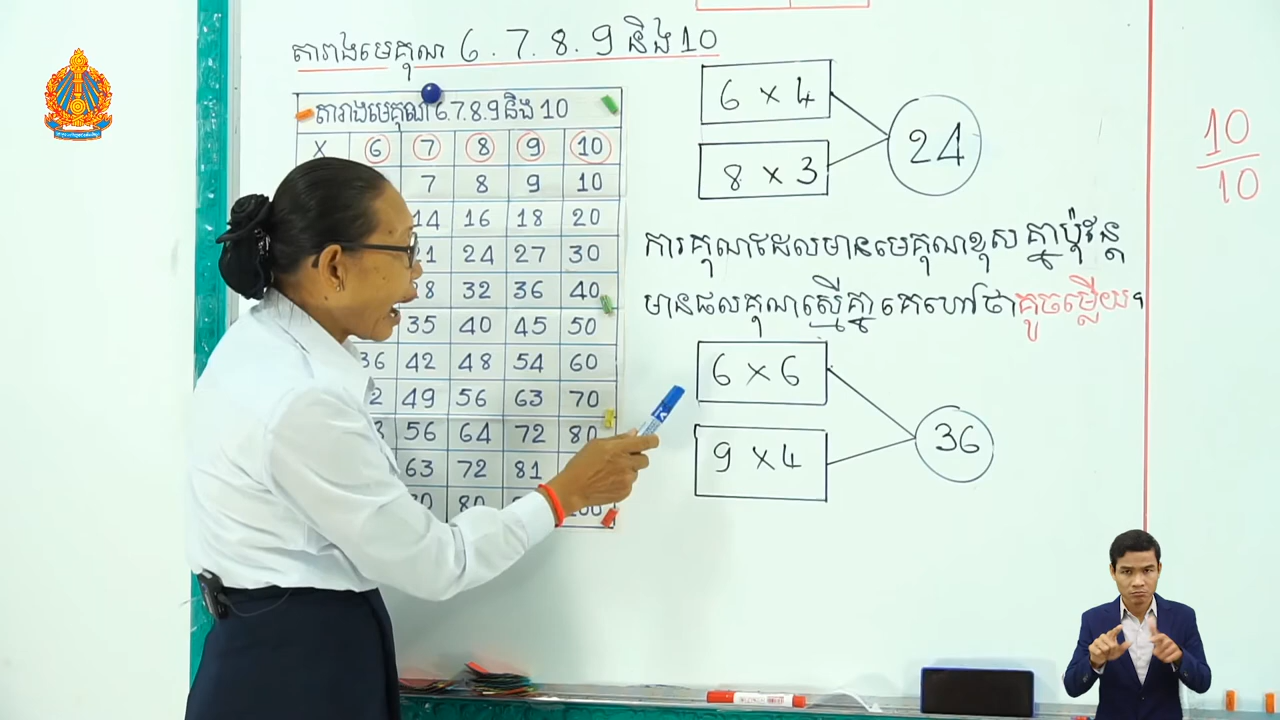 តារាងមេគុណ 6 . 7 . 8 . 9 និង 10
តារាងមេគុណ 6.7.8.9 និង 10
X 6 7 8 9 10
7 8 9 10
14 16 18 20
21 24 27 30
28 32 36 40
35 40 45 50
36 42 48 54 60
49 56 63 70
56 64 72 80
63 72 81
80
6 × 4
8 × 3
24
ការគុណដែលមានមេគុណខុសគ្នាប៉ុន្តែ
មានផលគុណស្មើគ្នាគេហៅថាគូចម្លើយ។
6 × 6
9 × 4
36
10
10